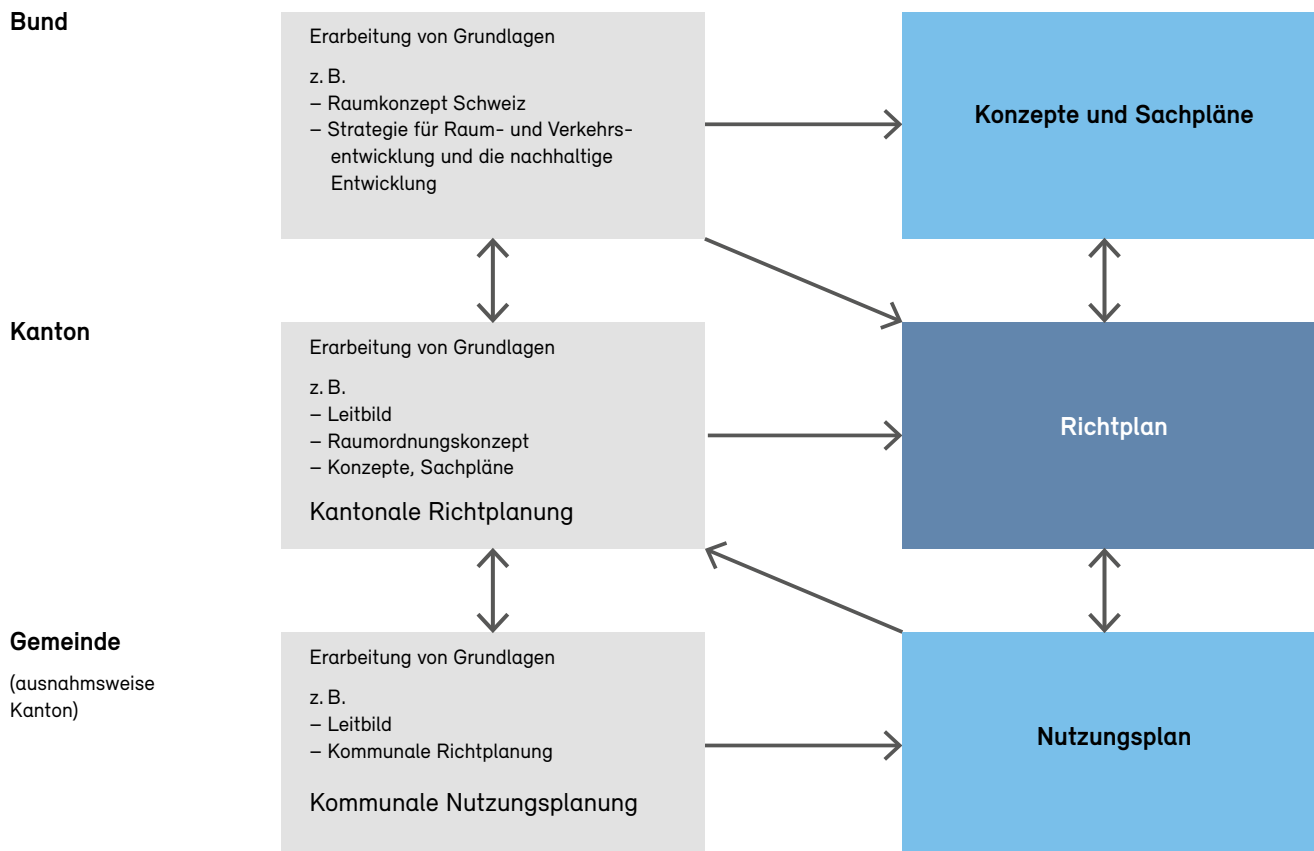 Bund
Erarbeitung von Grundlagen
z. B.
– Raumkonzept Schweiz
– Strategie für Raum- und Verkehrs-
entwicklung und die nachhaltige
Entwicklung
Konzepte und Sachpläne
Kanton
Erarbeitung von Grundlagen
z. B.
– Leitbild
– Raumordnungskonzept
– Konzepte, Sachpläne
Kantonale Richtplanung
Richtplan
Gemeinde
(ausnahmsweise
Kanton)
Erarbeitung von Grundlagen
z. B.
– Leitbild
– Kommunale Richtplanung
Kommunale Nutzungsplanung
Nutzungsplan